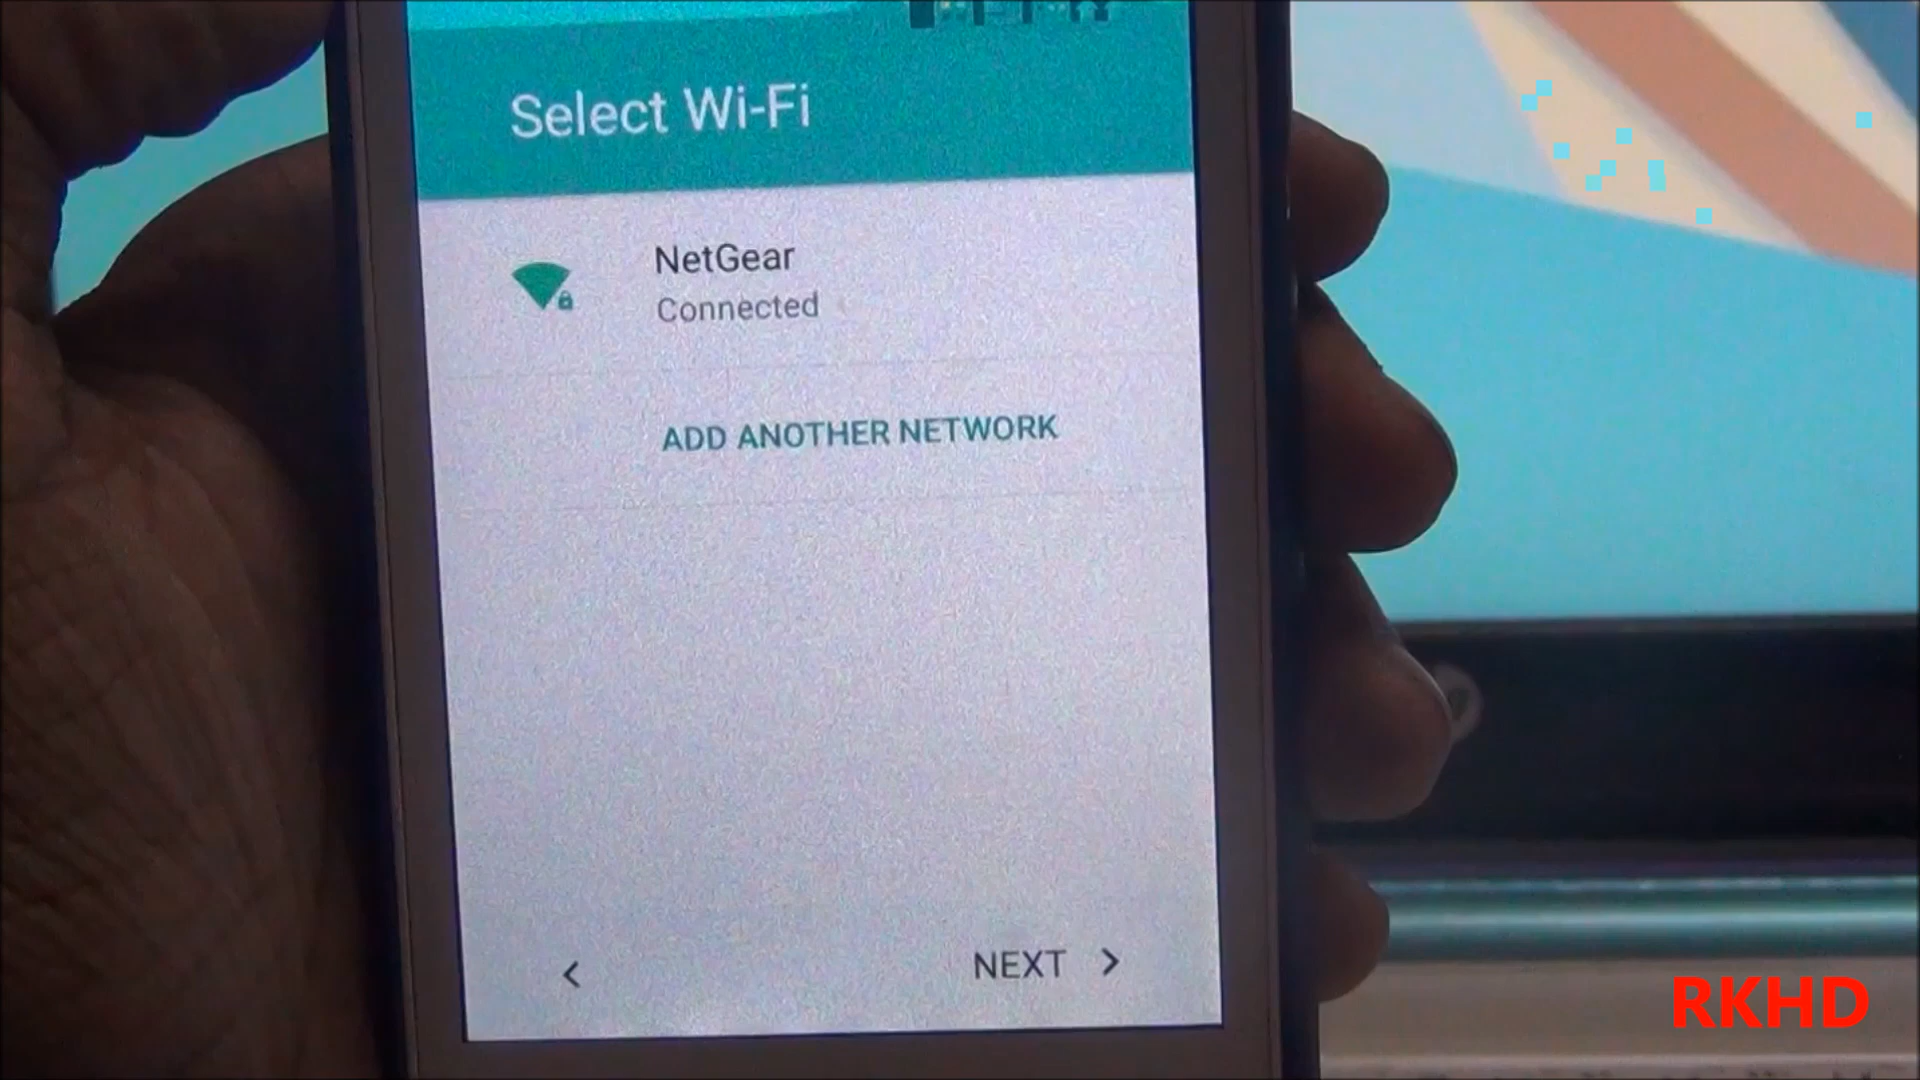 Select Wi-Fi
NetGear
Connected
ADD ANOTHER NETWORK
NEXT
RKHD